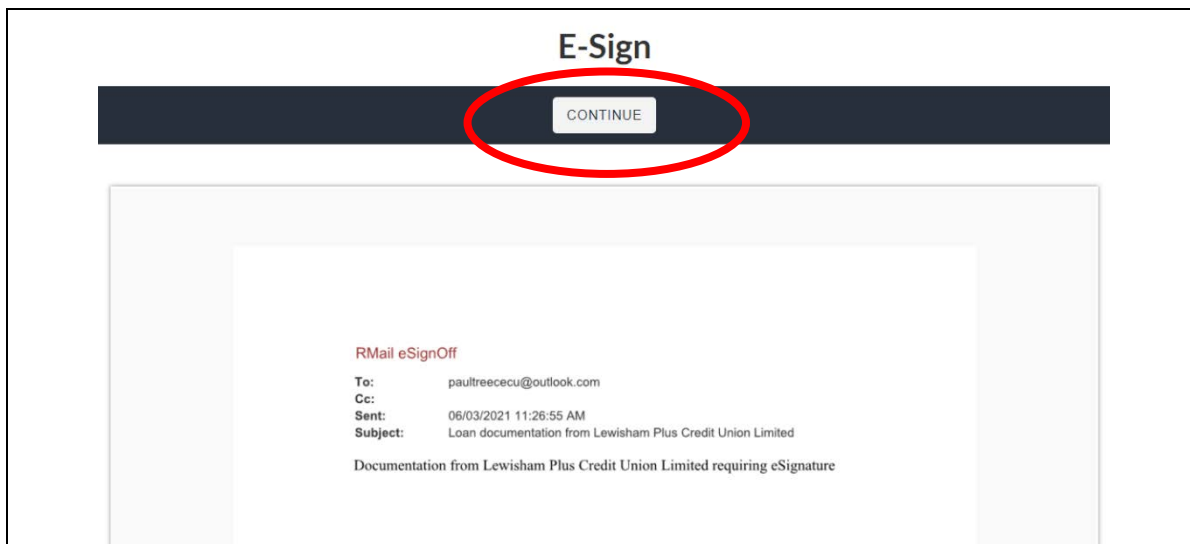 E-Sign
CONTINUE
RMail eSignOff
To: paultreececu@outlook.com
Cc:
Sent: 06/03/2021 11:26:55 AM
Subject: Loan documentation from Lewisham Plus Credit Union Limited
Documentation from Lewisham Plus Credit Union Limited requiring eSignature